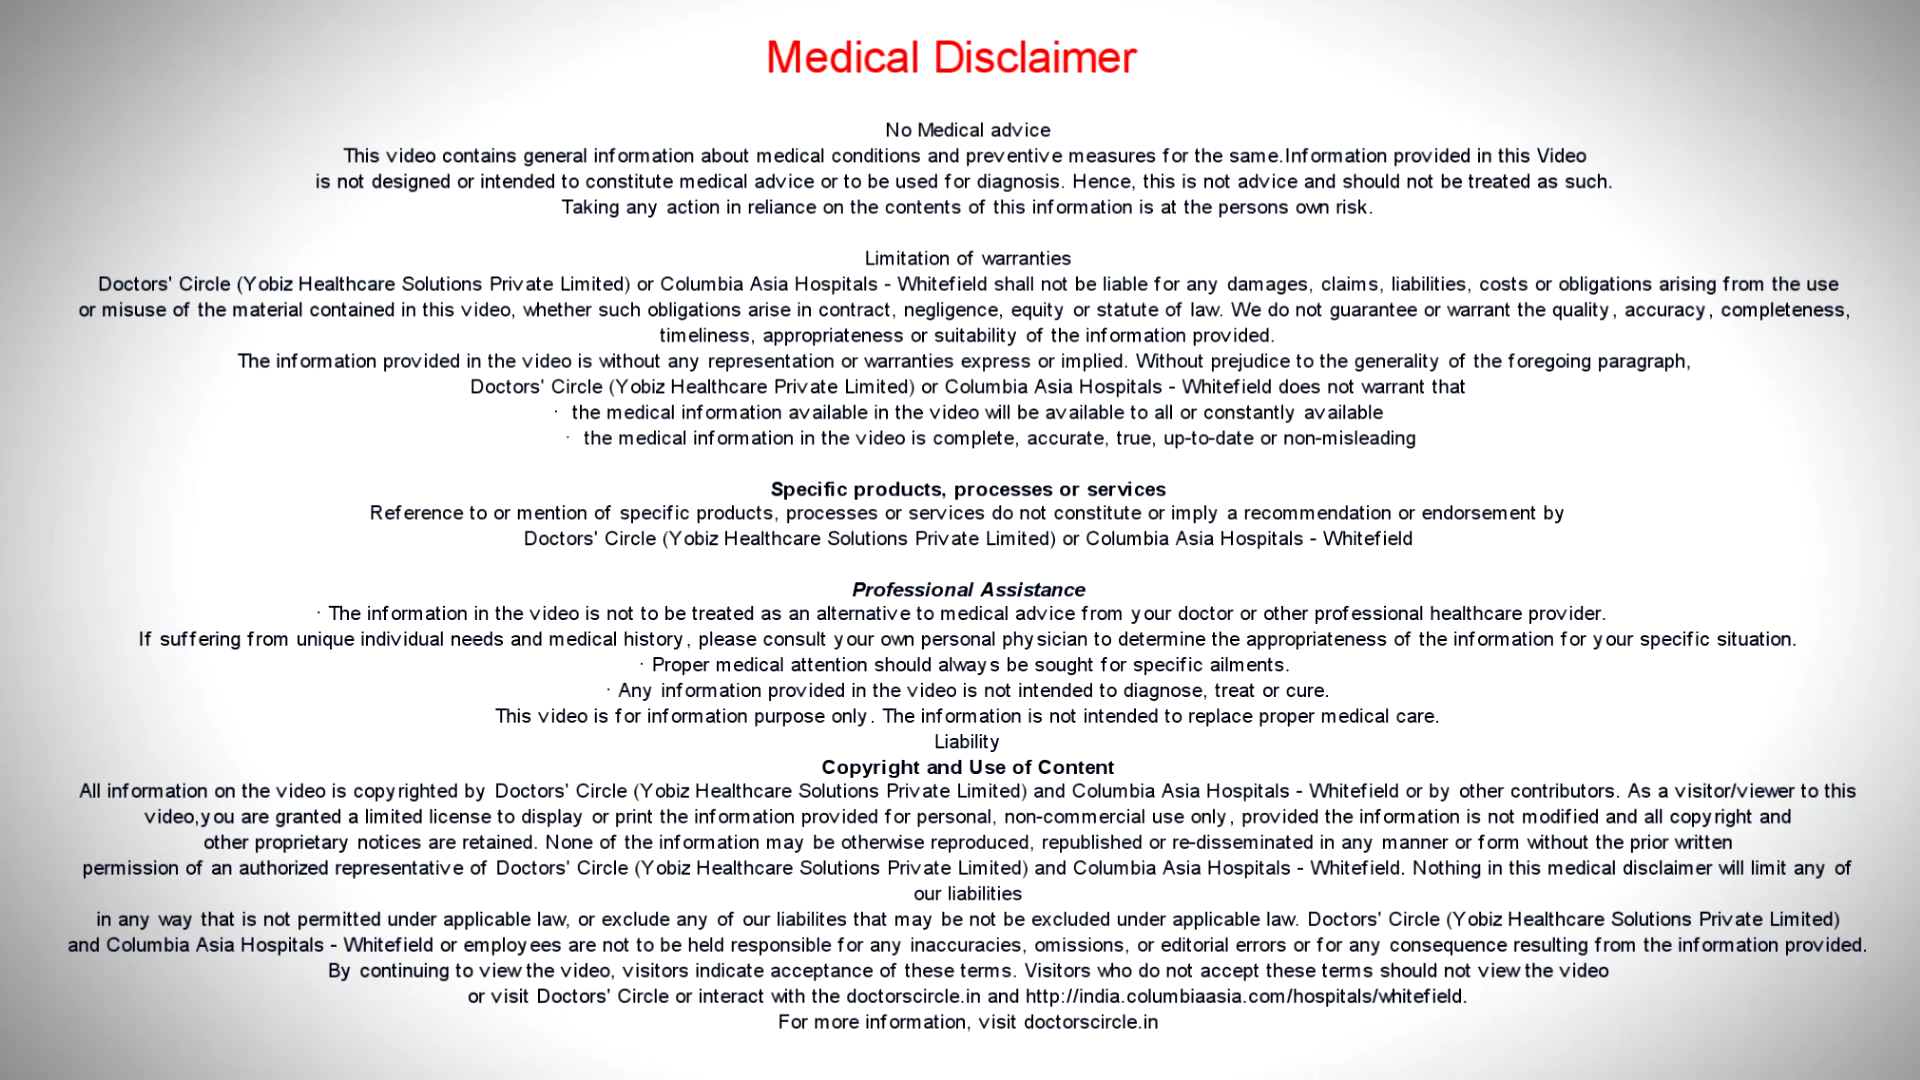 Medical Disclaimer
No Medical advice
This video contains general information about medical conditions and preventive measures for the same.Information provided in this Video
is not designed or intended to constitute medical advice or to be used for diagnosis. Hence, this is not advice and should not be treated as such.
Taking any action in reliance on the contents of this information is at the persons own risk.
Limitation of warranties
Doctors' Circle (Yobiz Healthcare Solutions Private Limited) or Columbia Asia Hospitals - Whitefield shall not be liable for any damages, claims, liabilities, costs or obligations arising from the use
or misuse of the material contained in this video, whether such obligations arise in contract, negligence, equity or statute of law. We do not guarantee or warrant the quality, accuracy, completeness,
timeliness, appropriateness or suitability of the information provided.
The information provided in the video is without any representation or warranties express or implied. Without prejudice to the generality of the foregoing paragraph,
Doctors' Circle (Yobiz Healthcare Private Limited) or Columbia Asia Hospitals - Whitefield does not warrant that
· the medical information available in the video will be available to all or constantly available
· the medical information in the video is complete, accurate, true, up-to-date or non-misleading
Specific products, processes or services
Reference to or mention of specific products, processes or services do not constitute or imply a recommendation or endorsement by
Doctors' Circle (Yobiz Healthcare Solutions Private Limited) or Columbia Asia Hospitals - Whitefield
Professional Assistance
· The information in the video is not to be treated as an alternative to medical advice from your doctor or other professional healthcare provider.
If suffering from unique individual needs and medical history, please consult your own personal physician to determine the appropriateness of the information for your specific situation.
· Proper medical attention should always be sought for specific ailments.
· Any information provided in the video is not intended to diagnose, treat or cure.
This video is for information purpose only. The information is not intended to replace proper medical care.
Liability
Copyright and Use of Content
All information on the video is copyrighted by Doctors' Circle (Yobiz Healthcare Solutions Private Limited) and Columbia Asia Hospitals - Whitefield or by other contributors. As a visitor/viewer to this
video,you are granted a limited license to display or print the information provided for personal, non-commercial use only, provided the information is not modified and all copyright and
other proprietary notices are retained. None of the information may be otherwise reproduced, republished or re-disseminated in any manner or form without the prior written
permission of an authorized representative of Doctors' Circle (Yobiz Healthcare Solutions Private Limited) and Columbia Asia Hospitals - Whitefield. Nothing in this medical disclaimer will limit any of
our liabilities
in any way that is not permitted under applicable law, or exclude any of our liabilites that may be not be excluded under applicable law. Doctors' Circle (Yobiz Healthcare Solutions Private Limited)
and Columbia Asia Hospitals - Whitefield or employees are not to be held responsible for any inaccuracies, omissions, or editorial errors or for any consequence resulting from the information provided.
By continuing to view the video, visitors indicate acceptance of these terms. Visitors who do not accept these terms should not view the video
or visit Doctors' Circle or interact with the doctorscircle.in and http://india.columbiaasia.com/hospitals/whitefield.
For more information, visit doctorscircle.in